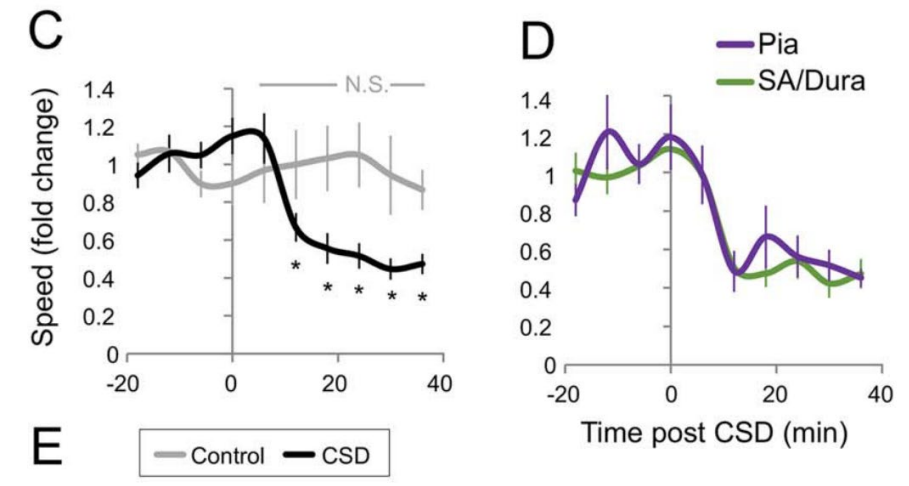 C
Speed (fold change)
1.4
1.2
1
0.8
0.6
0.4
0.2
0
-20
0
20
40
N.S.
*
*
*
*
*
D
Pia
SA/Dura
1.4
1.2
1
0.8
0.6
0.4
0.2
0
-20
0
20
40
Time post CSD (min)
E
Control
CSD